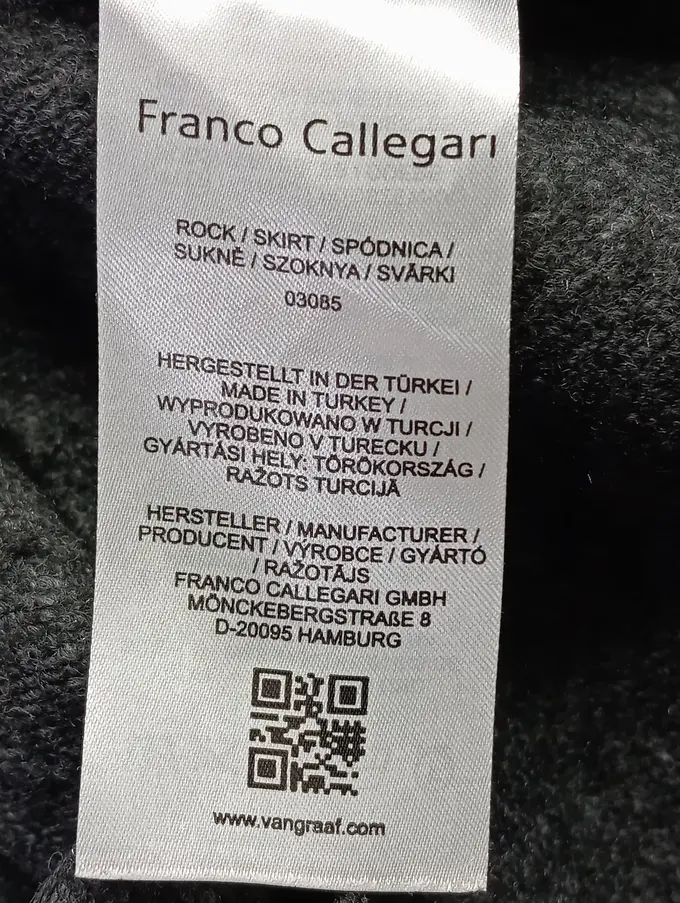 Franco Callegari
ROCK / SKIRT / SPÓDNICA /
SUKNĚ / SZOKNYA / SVĀRKI
03085
HERGESTELLT IN DER TÜRKEI /
MADE IN TURKEY /
WYPRODUKOWANO W TURCJI /
VYROBENO V TURECKU /
GYÁRTÁSI HELY: TÖRÖKORSZÁG /
RAŽOTS TURCIJĀ
HERSTELLER / MANUFACTURER /
PRODUCENT / VÝROBCE / GYÁRTÓ
/ RAŽOTĀJS
FRANCO CALLEGARI GMBH
MÖNCKEBERGSTRAßE 8
D-20095 HAMBURG
www.vangraaf.com